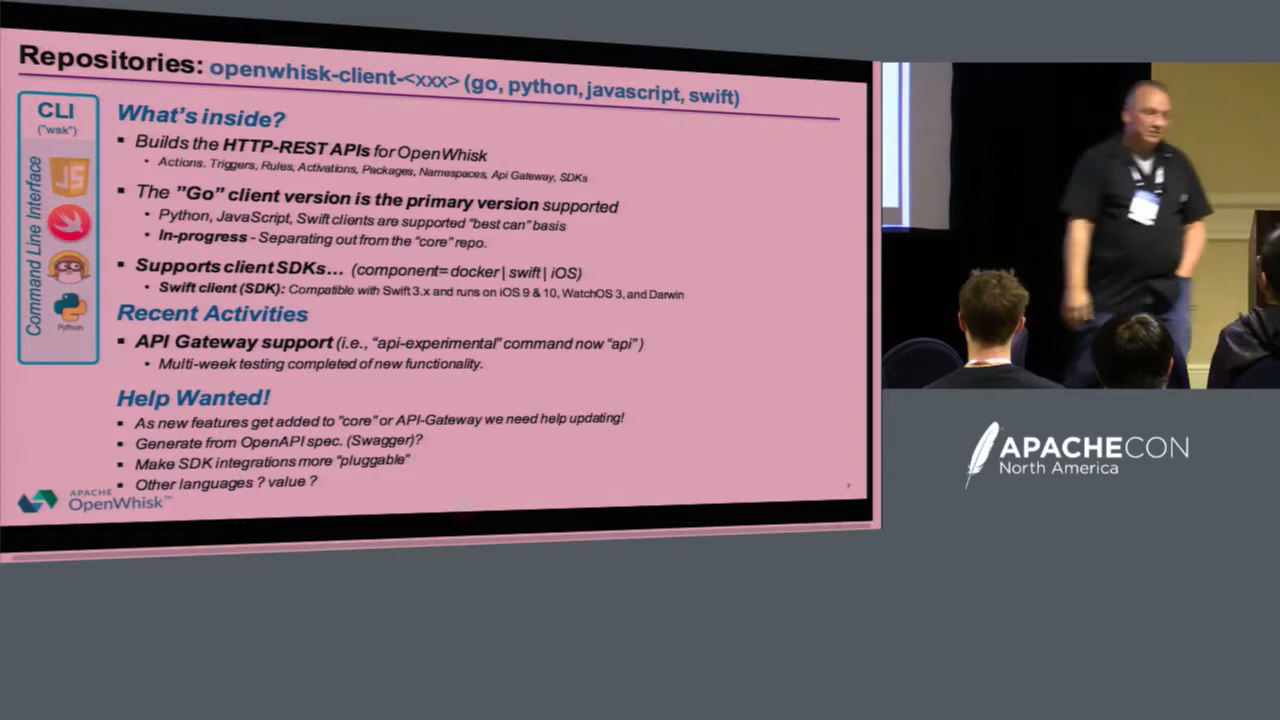 Repositories: openwhisk-client-<xxx> (go, python, javascript, swift)
CLI
("wsk")
Command Line Interface
JS
Python
What's inside?
▪ Builds the HTTP-REST APIs for OpenWhisk
• Actions. Triggers, Rules, Activations, Packages, Namespaces, Api Gateway, SDKs
▪ The "Go" client version is the primary version supported
• Python, JavaScript, Swift clients are supported "best can" basis
• In-progress - Separating out from the "core" repo.
▪ Supports client SDKs... (component= docker | swift | iOS)
• Swift client (SDK): Compatible with Swift 3.x and runs on iOS 9 & 10, WatchOS 3, and Darwin
Recent Activities
▪ API Gateway support (i.e., "api-experimental" command now "api" )
• Multi-week testing completed of new functionality.
Help Wanted!
▪ As new features get added to "core" or API-Gateway we need help updating!
▪ Generate from OpenAPI spec. (Swagger)?
▪ Make SDK integrations more "pluggable"
▪ Other languages ? value ?
APACHE
OpenWhisk™
7
APACHECON
North America